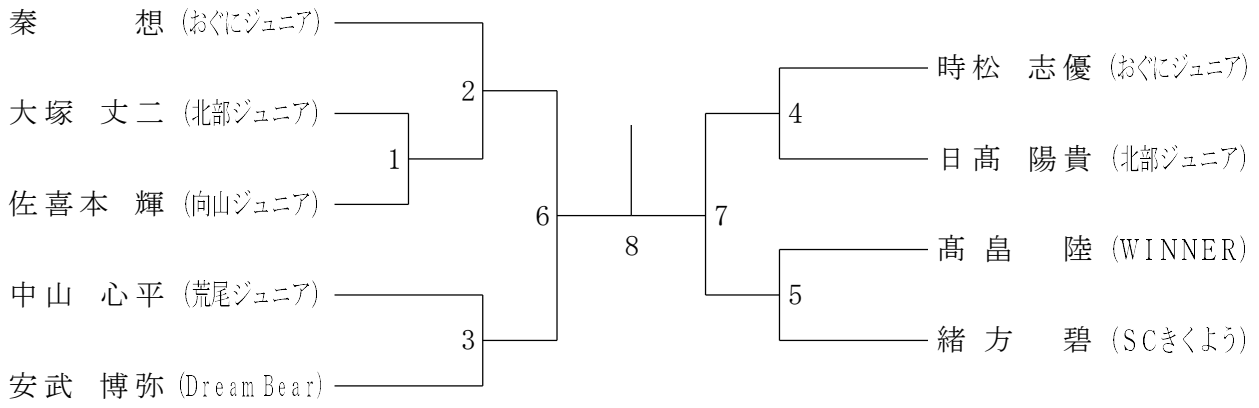 秦 想 (おぐにジュニア)
大塚 丈二 (北部ジュニア)
佐喜本 輝 (向山ジュニア)
中山 心平 (荒尾ジュニア)
安武 博弥 (Dream Bear)
2
1
3
6
8
7
4
5
時松 志優 (おぐにジュニア)
日髙 陽貴 (北部ジュニア)
髙畠 陸 (WINNER)
緒方 碧 (SCきくよう)